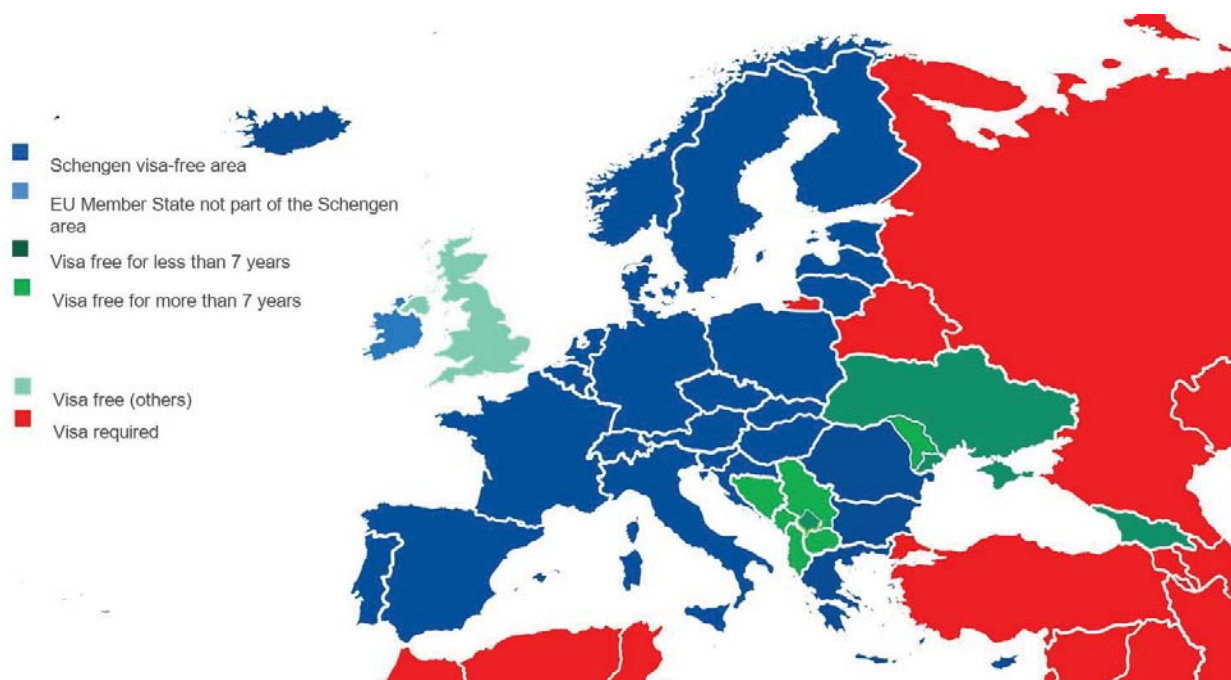 Schengen visa-free area
EU Member State not part of the Schengen
area
Visa free for less than 7 years
Visa free for more than 7 years
Visa free (others)
Visa required